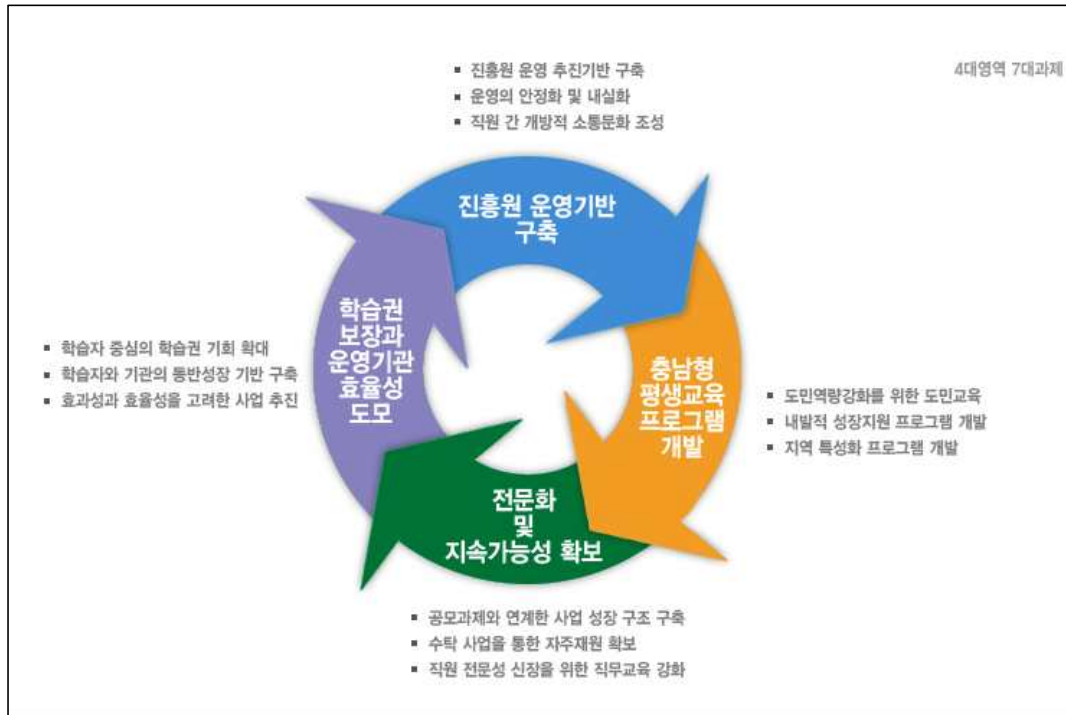 4대영역 7대과제
▪ 진흥원 운영 추진기반 구축
▪ 운영의 안정화 및 내실화
▪ 직원 간 개방적 소통문화 조성
진흥원 운영기반
구축
충남형
평생교육
프로그램
개발
▪ 도민역량강화를 위한 도민교육
▪ 내발적 성장지원 프로그램 개발
▪ 지역 특성화 프로그램 개발
전문화
및
지속가능성 확보
▪ 공모과제와 연계한 사업 성장 구조 구축
▪ 수탁 사업을 통한 자주재원 확보
▪ 직원 전문성 신장을 위한 직무교육 강화
학습권
보장과
운영기관
효율성
도모
▪ 학습자 중심의 학습권 기회 확대
▪ 학습자와 기관의 동반성장 기반 구축
▪ 효과성과 효율성을 고려한 사업 추진